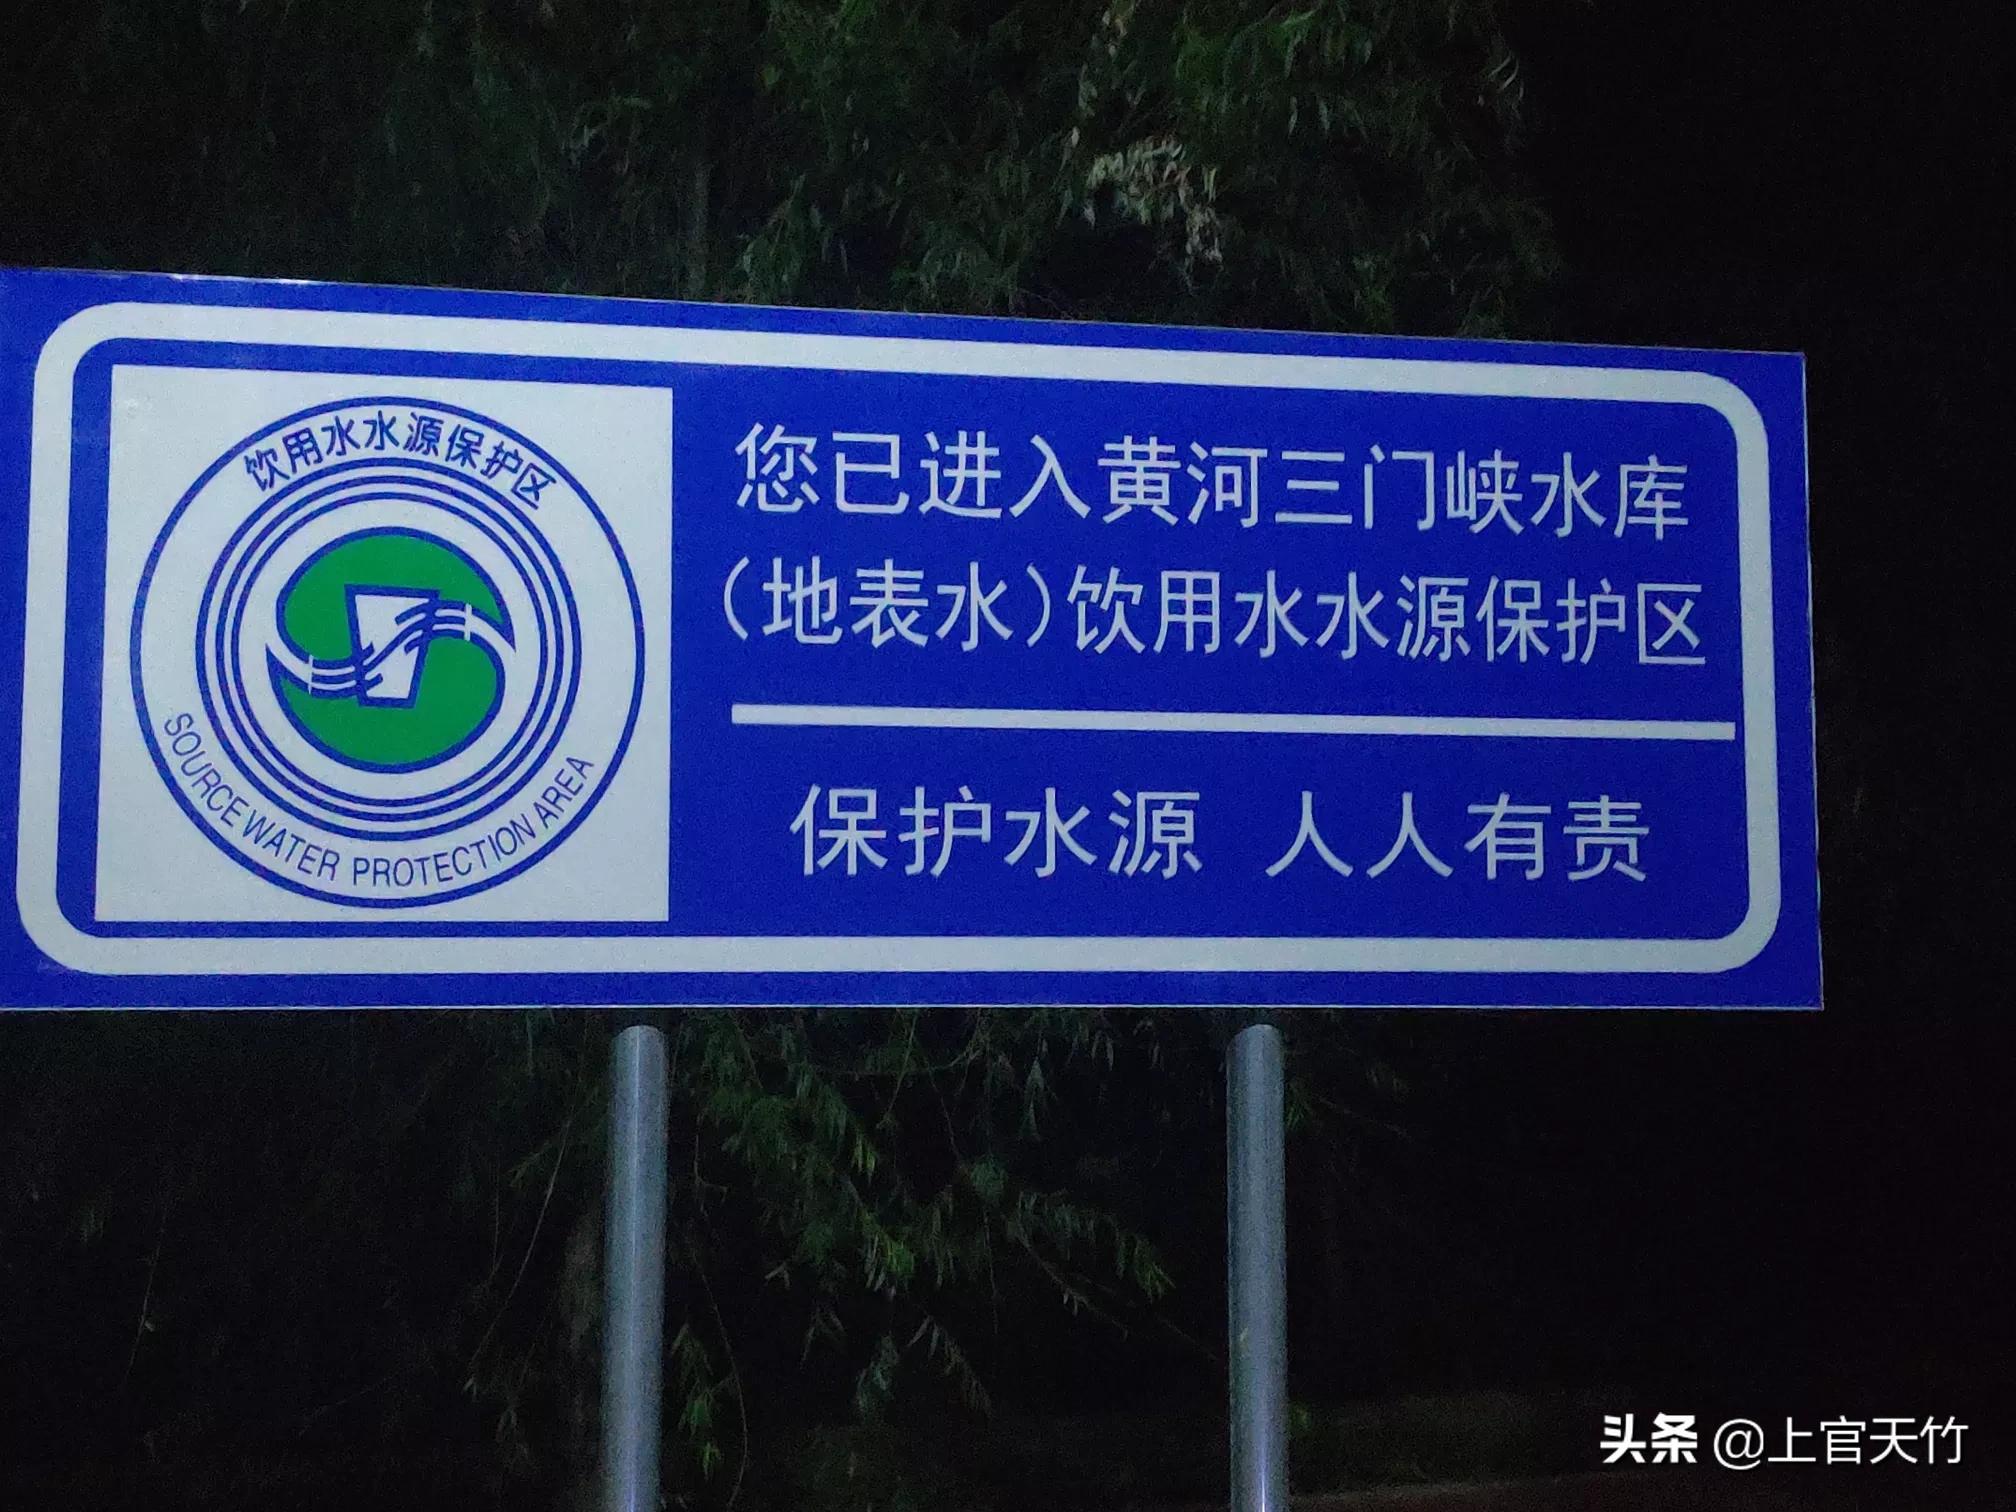 饮用水水源保护区
SOURCE WATER PROTECTION AREA
您已进入黄河三门峡水库
(地表水)饮用水水源保护区
保护水源 人人有责
头条 @上官天竹